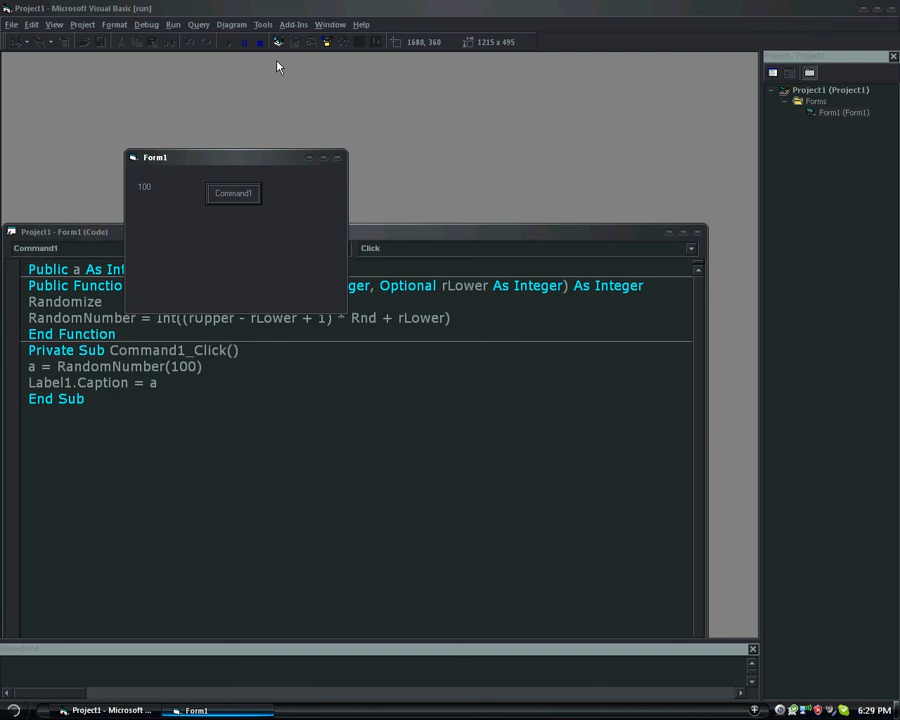 Project1 - Microsoft Visual Basic [run]
File Edit View Project Format Debug Run Query Diagram Tools Add-Ins Window Help
1680, 360 1215 x 495
Project1 (Project1)
Forms
Form1 (Form1)
Form1
100
Command1
Project1 - Form1 (Code)
Command1 Click
Public a As Int
Public Functio ger, Optional rLower As Integer) As Integer
Randomize
RandomNumber = Int((rUpper - rLower + 1) * Rnd + rLower)
End Function
Private Sub Command1_Click()
a = RandomNumber(100)
Label1.Caption = a
End Sub
Project1 - Microsoft ... Form1 6:29 PM